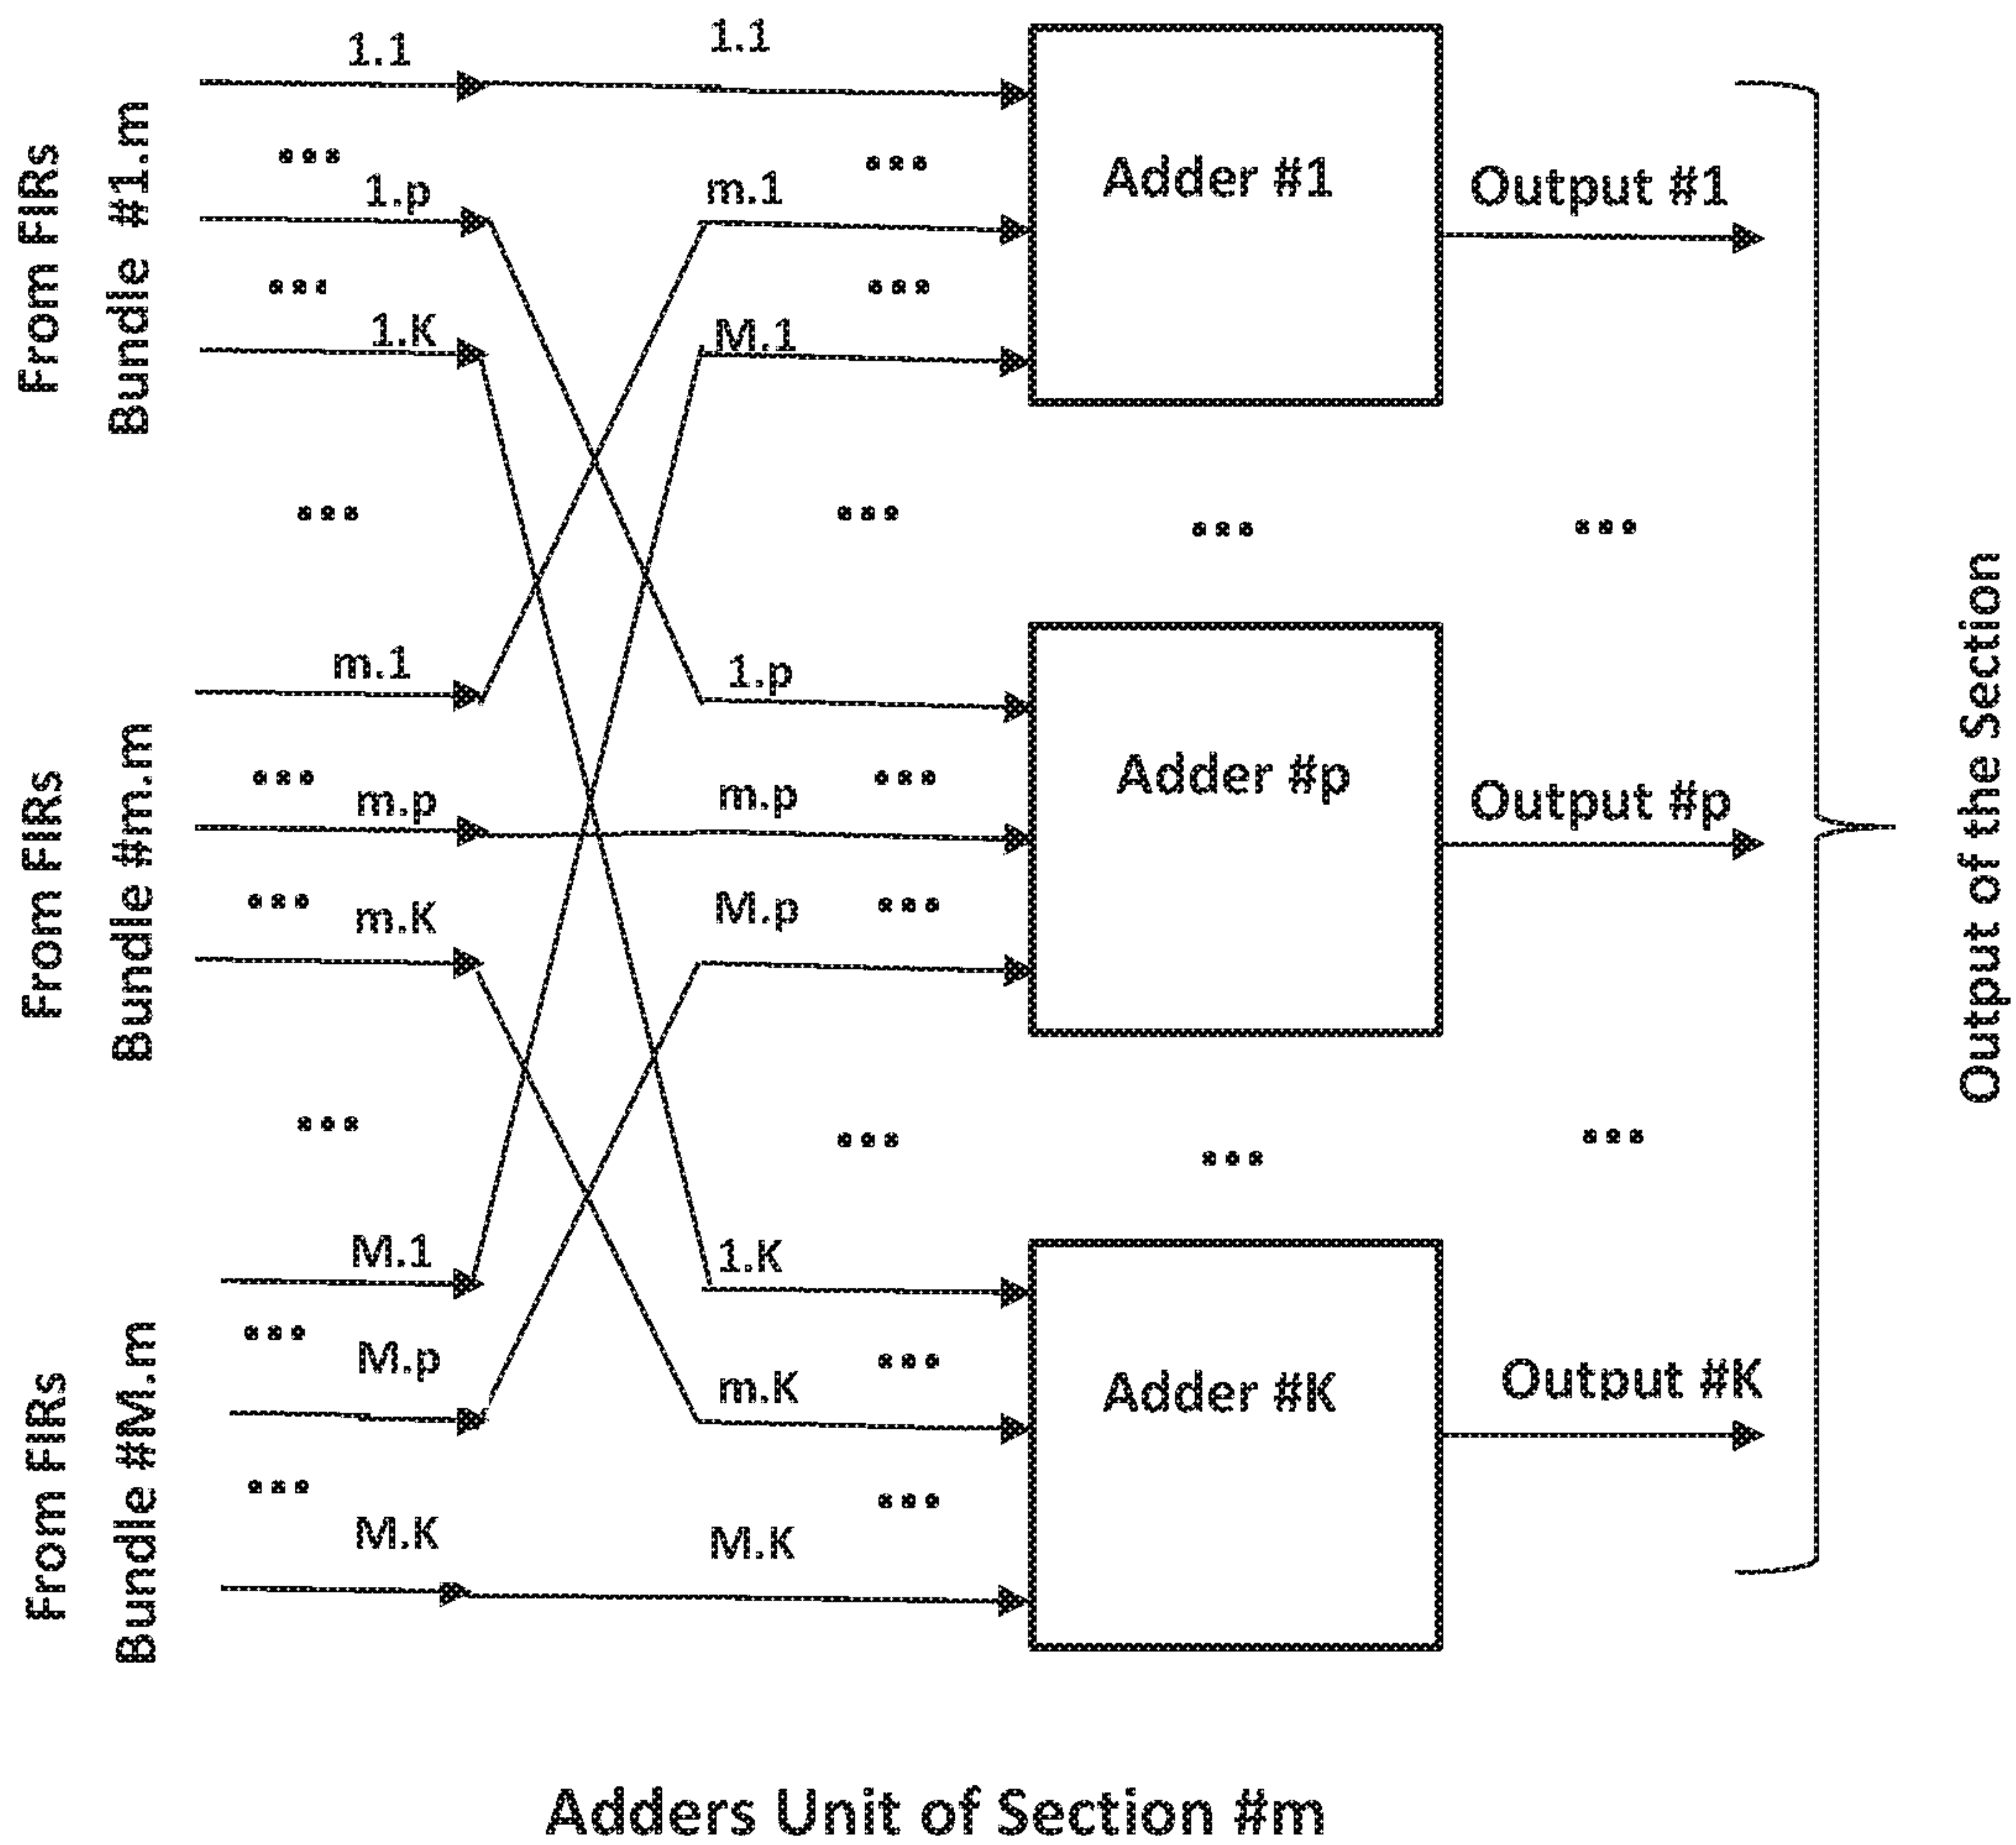 From FIRs
Bundle #1.m
1.1
1.1
...
1.p
...
1.K
...
m.1
...
M.1
Adder #1
Output #1
...
...
...
...
From FIRs
Bundle #m.m
m.1
...
m.p
...
m.K
1.p
...
m.p
M.p
...
Adder #p
Output #p
...
...
...
...
From FIRs
Bundle #M.m
M.1
...
M.p
...
M.K
1.K
...
m.K
...
M.K
Adder #K
Output #K
Output of the Section
Adders Unit of Section #m